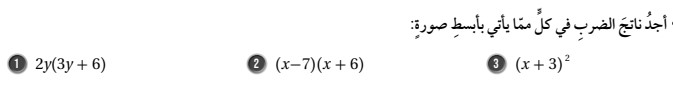 أجدُ ناتجَ الضربِ في كلٍّ ممّا يأتي بأبسطِ صورةٍ:
1 2y(3y + 6) 2 (x−7)(x + 6) 3 (x + 3)²